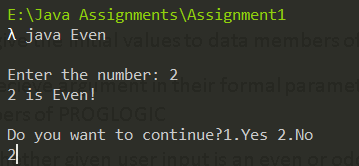 E:\Java Assignments\Assignment1
λ java Even
Enter the number: 2
2 is Even!
Do you want to continue?1.Yes 2.No
2